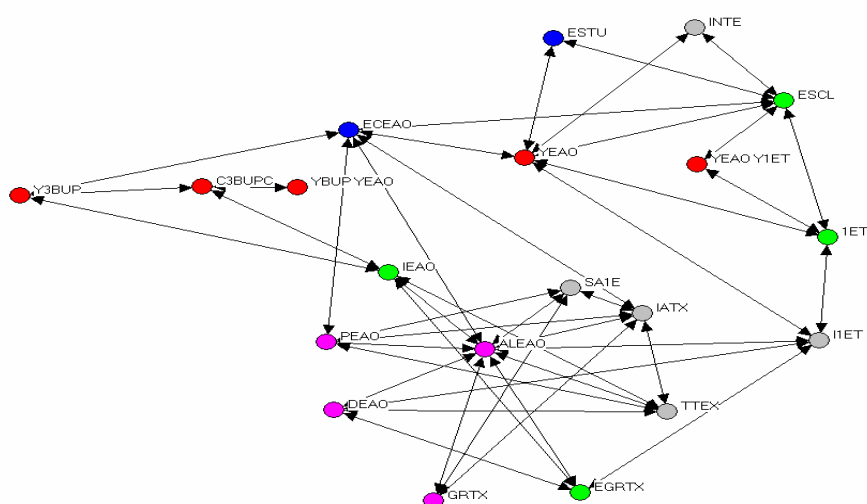 ESTU
INTE
ESCL
ECEAO
YEAO
YEAO Y1ET
Y3BUP
C3BUPC
YBUP YEAO
1ET
IEAO
SA1E
IATX
PEAO
ALEAO
I1ET
DEAO
TTEX
GRTX
EGRTX